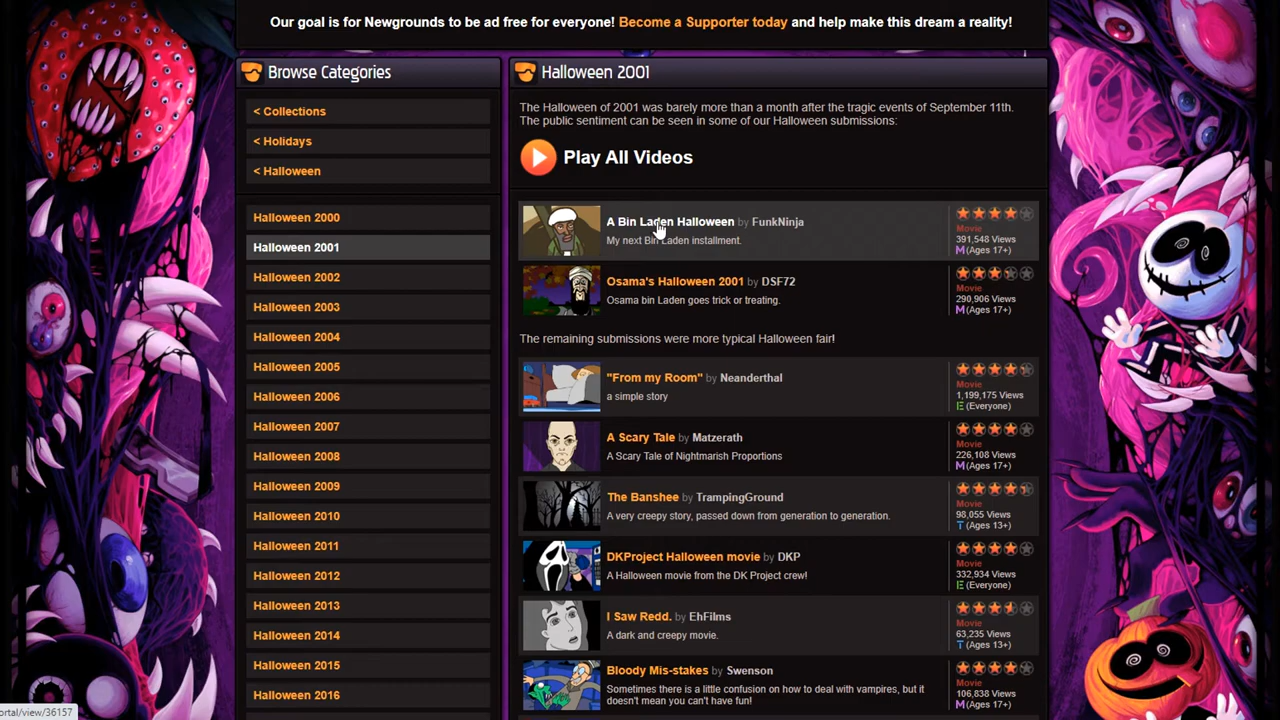 Our goal is for Newgrounds to be ad free for everyone! Become a Supporter today and help make this dream a reality!
Browse Categories
< Collections
< Holidays
< Halloween
Halloween 2000
Halloween 2001
Halloween 2002
Halloween 2003
Halloween 2004
Halloween 2005
Halloween 2006
Halloween 2007
Halloween 2008
Halloween 2009
Halloween 2010
Halloween 2011
Halloween 2012
Halloween 2013
Halloween 2014
Halloween 2015
Halloween 2016
Halloween 2001
The Halloween of 2001 was barely more than a month after the tragic events of September 11th.
The public sentiment can be seen in some of our Halloween submissions:
Play All Videos
A Bin Laden Halloween by FunkNinja
My next Bin Laden installment.
Movie
391,548 Views
M (Ages 17+)
Osama's Halloween 2001 by DSF72
Osama bin Laden goes trick or treating.
Movie
290,906 Views
M (Ages 17+)
The remaining submissions were more typical Halloween fair!
"From my Room" by Neanderthal
a simple story
Movie
1,199,175 Views
E (Everyone)
A Scary Tale by Matzerath
A Scary Tale of Nightmarish Proportions
Movie
226,108 Views
M (Ages 17+)
The Banshee by TrampingGround
A very creepy story, passed down from generation to generation.
Movie
98,055 Views
T (Ages 13+)
DKProject Halloween movie by DKP
A Halloween movie from the DK Project crew!
Movie
332,934 Views
E (Everyone)
I Saw Redd. by EhFilms
A dark and creepy movie.
Movie
63,235 Views
T (Ages 13+)
Bloody Mis-stakes by Swenson
Sometimes there is a little confusion on how to deal with vampires, but it
doesn't mean you can't have fun!
Movie
106,838 Views
M (Ages 17+)
ortal/view/36157